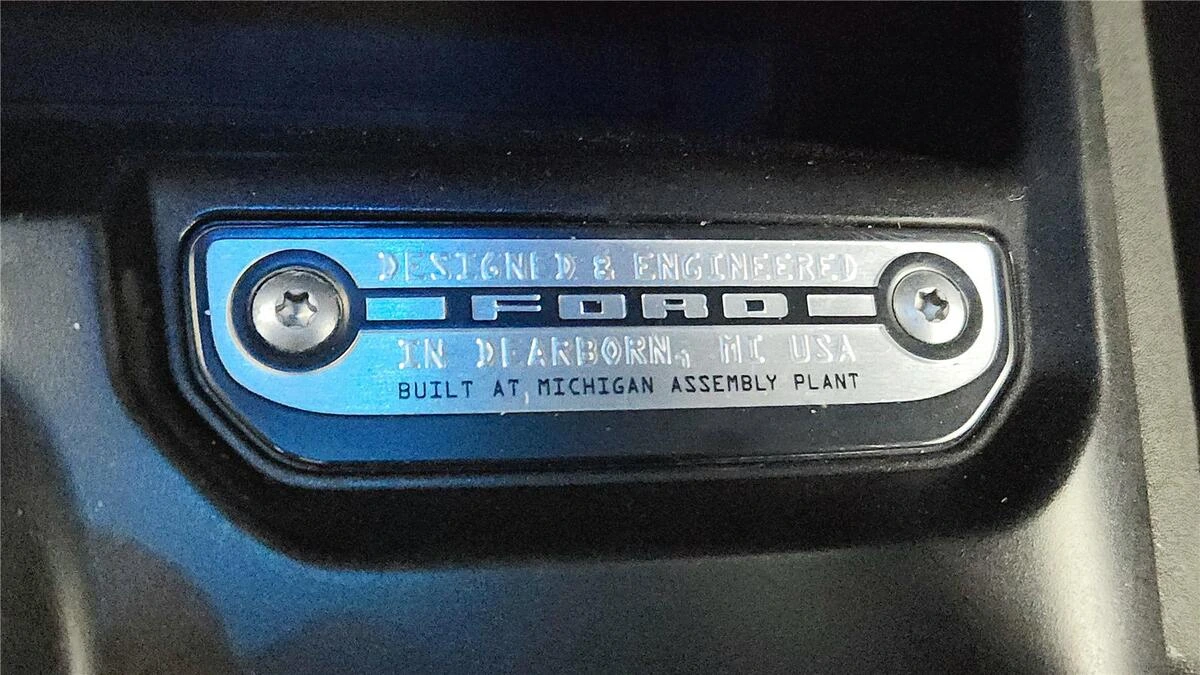 DESIGNED & ENGINEERED
FORD
IN DEARBORN, MI USA
BUILT AT MICHIGAN ASSEMBLY PLANT